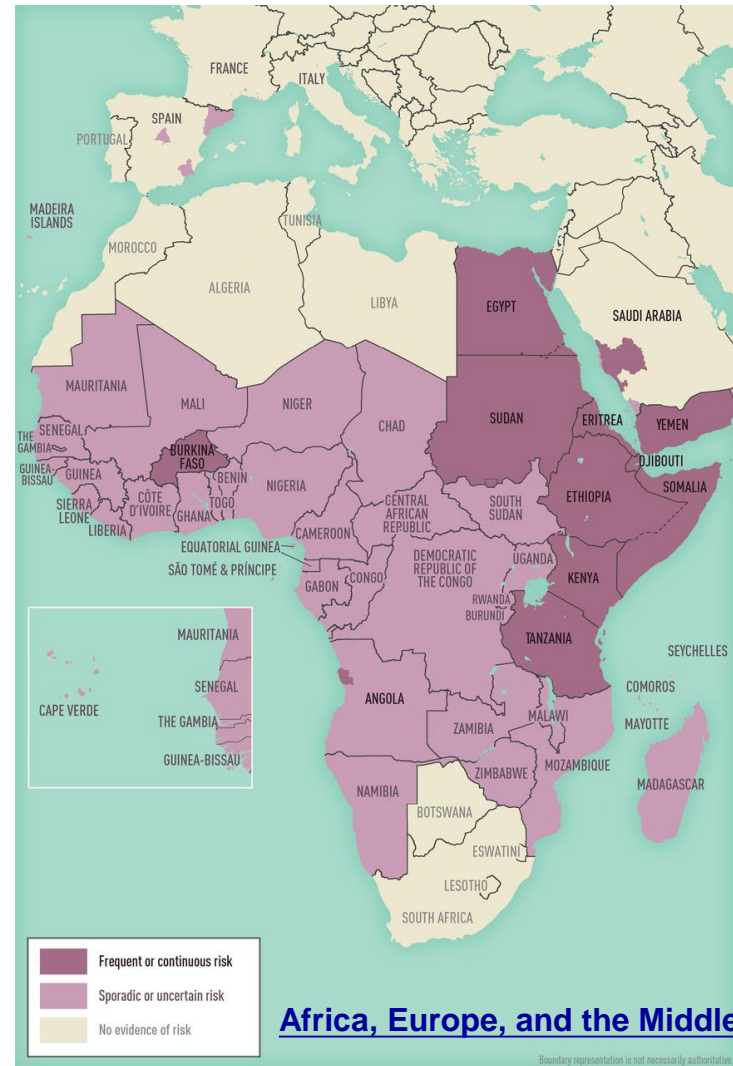 FRANCE
ITALY
SPAIN
PORTUGAL
MADEIRA
ISLANDS
TUNISIA
MOROCCO
ALGERIA
LIBYA
EGYPT
SAUDI ARABIA
MAURITANIA
MALI
NIGER
CHAD
SUDAN
ERITREA
YEMEN
THE
GAMBIA
SENEGAL
BURKINA
FASO
DJIBOUTI
GUINEA-
BISSAU
GUINEA
BENIN
NIGERIA
SOMALIA
SIERRA
LEONE
CÔTE
D'IVOIRE
GHANA
TOGO
CENTRAL
AFRICAN
REPUBLIC
SOUTH
SUDAN
ETHIOPIA
LIBERIA
CAMEROON
EQUATORIAL GUINEA
SÃO TOMÉ & PRÍNCIPE
GABON
CONGO
DEMOCRATIC
REPUBLIC OF
THE CONGO
UGANDA
KENYA
RWANDA
BURUNDI
TANZANIA
SEYCHELLES
MAURITANIA
SENEGAL
CAPE VERDE
THE GAMBIA
GUINEA-BISSAU
ANGOLA
COMOROS
MALAWI
MAYOTTE
ZAMBIA
MOZAMBIQUE
ZIMBABWE
MADAGASCAR
NAMIBIA
BOTSWANA
ESWATINI
LESOTHO
SOUTH AFRICA
Frequent or continuous risk
Sporadic or uncertain risk
No evidence of risk
Africa, Europe, and the Middle
Boundary representation is not necessarily authoritative.